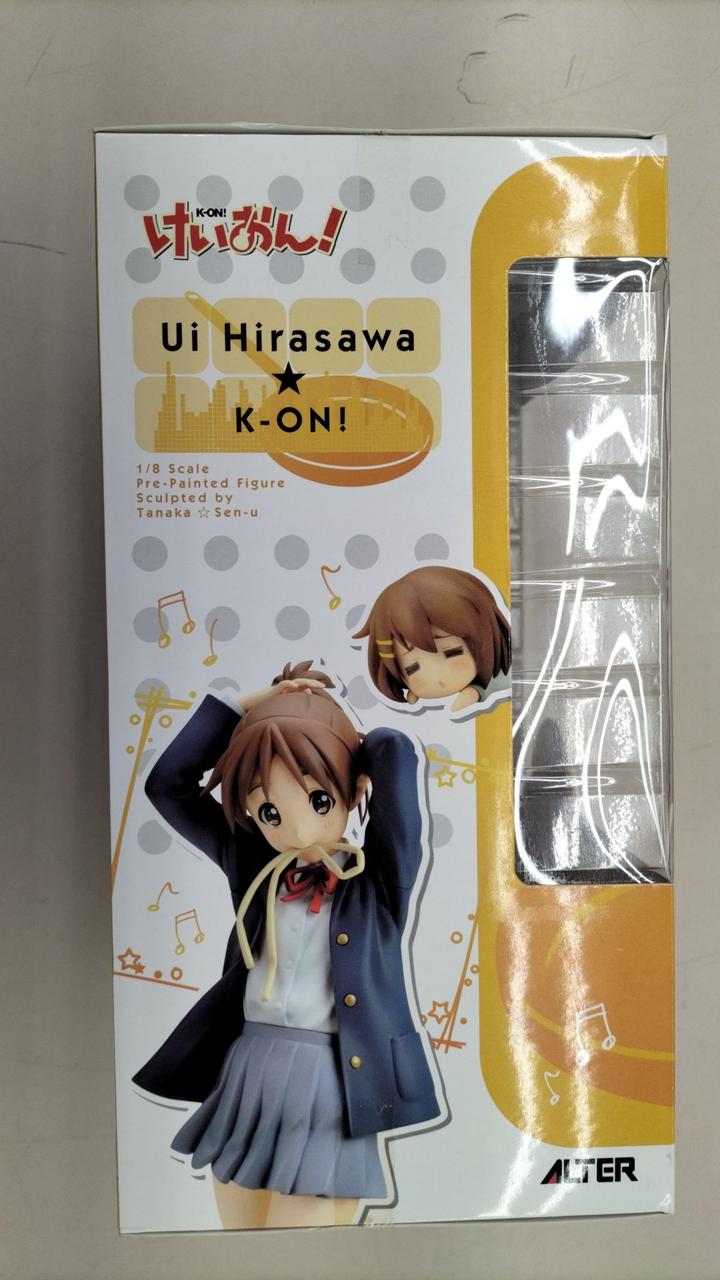 K-ON!
けいおん!
Ui Hirasawa
★
K-ON!
1/8 Scale
Pre-Painted Figure
Sculpted by
Tanaka ☆ Sen-u
ALTER